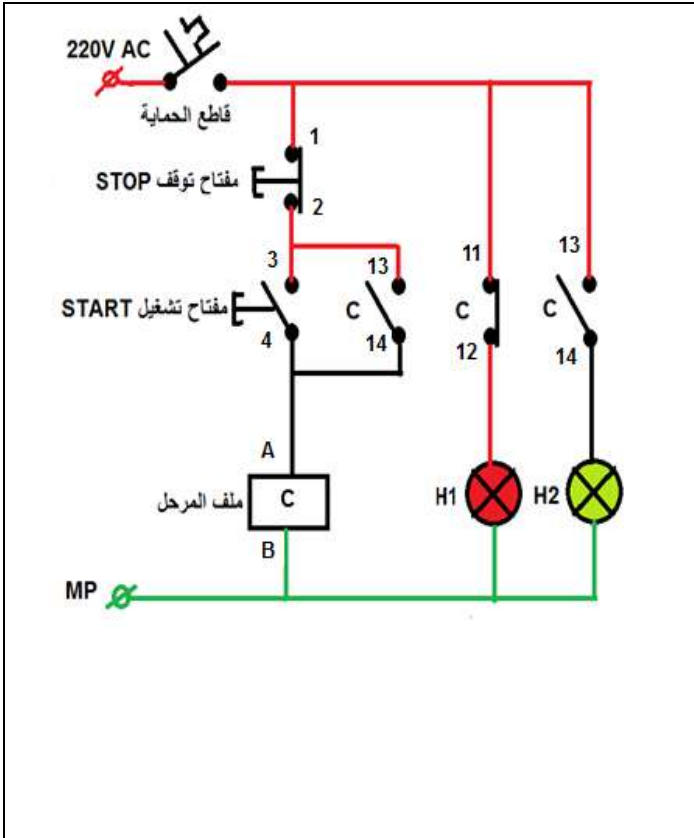 220V AC
قاطع الحماية
1
مفتاح توقف STOP
2
3
13
11
13
مفتاح تشغيل START
C
C
C
4
14
12
14
A
ملف المرحل
C
H1
H2
B
MP